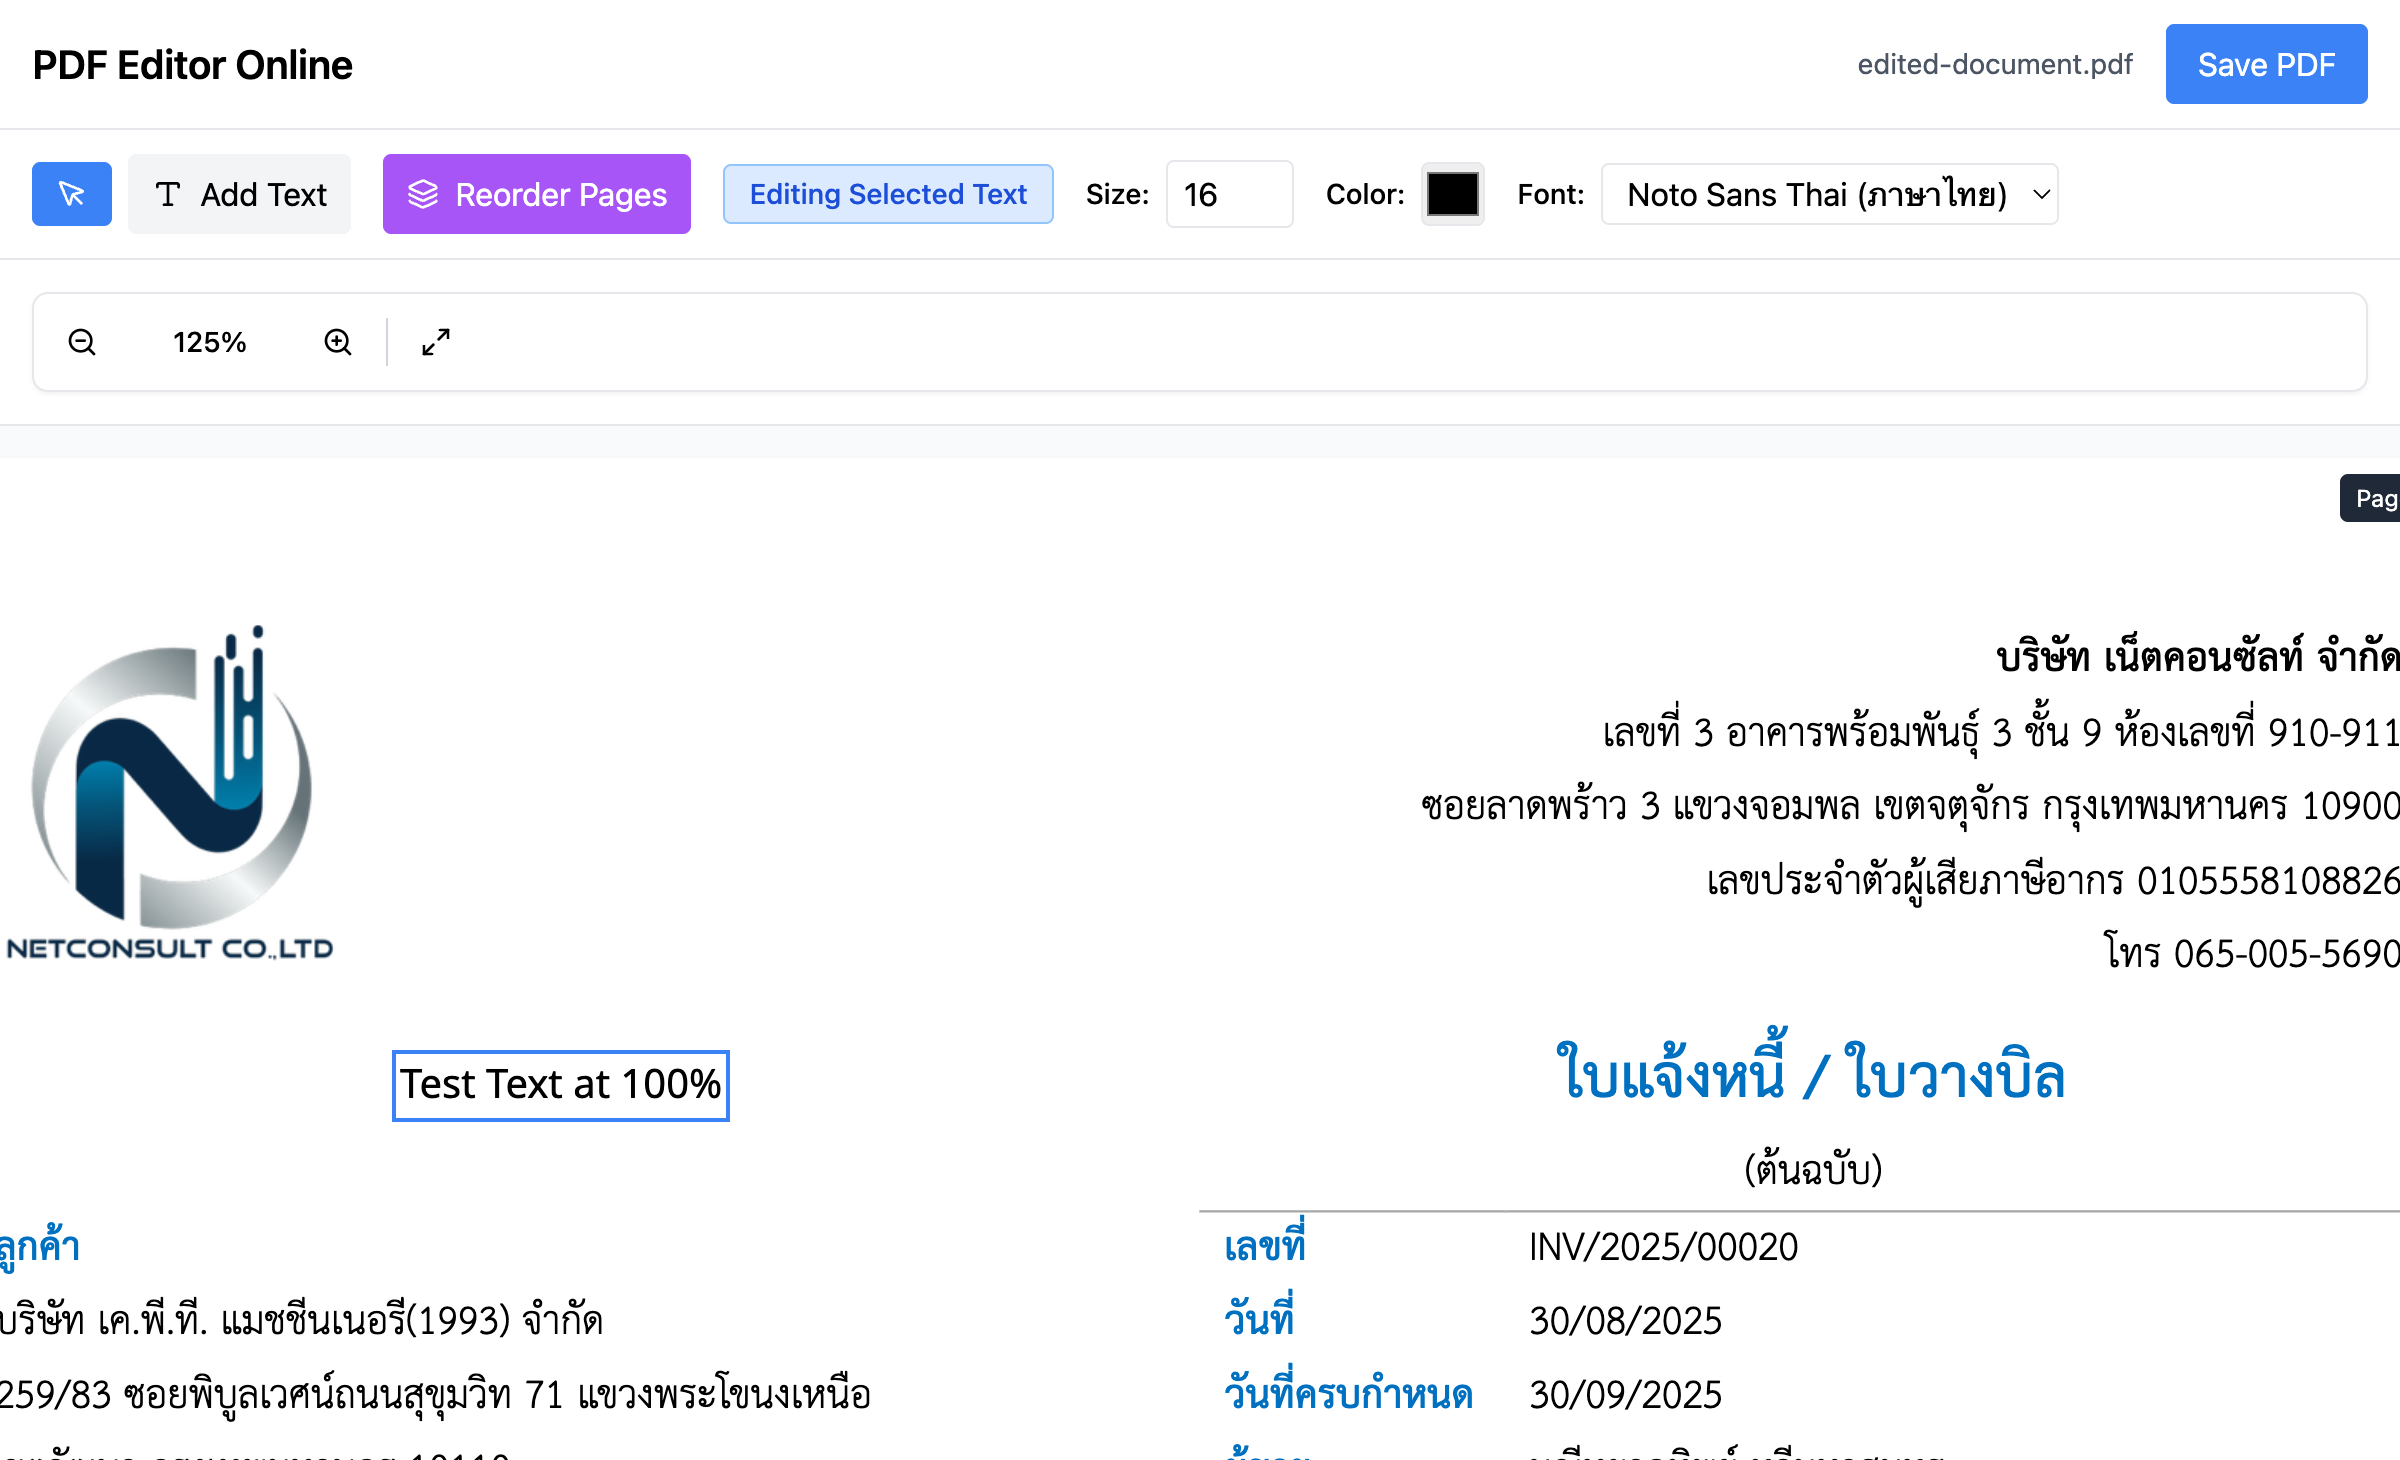 PDF Editor Online
edited-document.pdf
Save PDF
Add Text
Reorder Pages
Editing Selected Text
Size: 16
Color:
Font: Noto Sans Thai (ภาษาไทย)
125%
Pag
NETCONSULT CO.,LTD
บริษัท เน็ตคอนซัลท์ จำกัด
เลขที่ 3 อาคารพร้อมพันธุ์ 3 ชั้น 9 ห้องเลขที่ 910-911
ซอยลาดพร้าว 3 แขวงจอมพล เขตจตุจักร กรุงเทพมหานคร 10900
เลขประจำตัวผู้เสียภาษีอากร 0105558108826
โทร 065-005-5690
Test Text at 100%
ใบแจ้งหนี้ / ใบวางบิล
(ต้นฉบับ)
ลูกค้า
บริษัท เค.พี.ที. แมชชีนเนอรี่(1993) จำกัด
259/83 ซอยพิบูลเวศน์ถนนสุขุมวิท 71 แขวงพระโขนงเหนือ
เลขที่ INV/2025/00020
วันที่ 30/08/2025
วันที่ครบกำหนด 30/09/2025